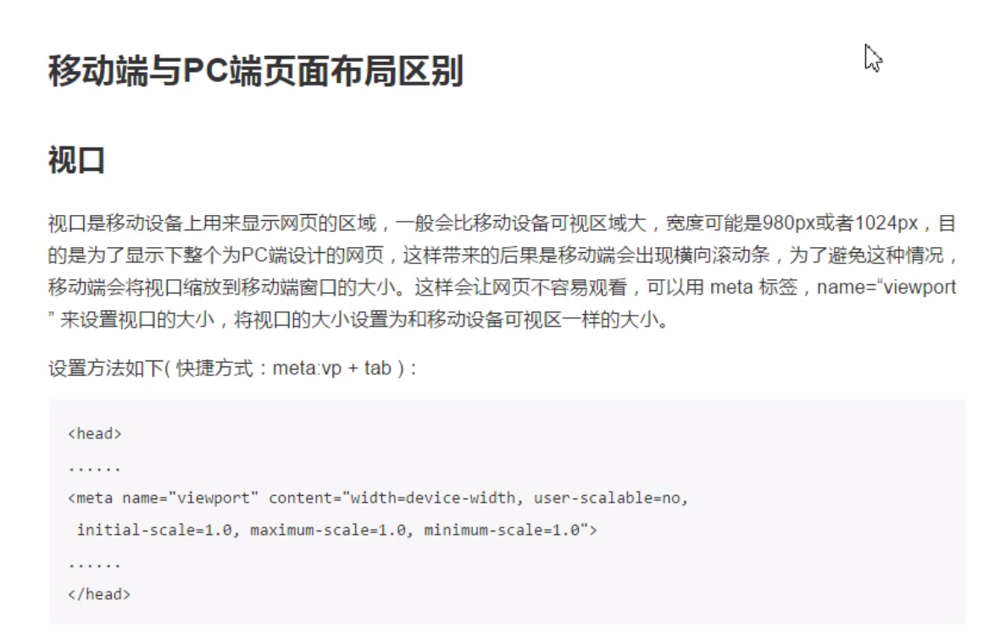 移动端与PC端页面布局区别
视口
视口是移动设备上用来显示网页的区域，一般会比移动设备可视区域大，宽度可能是980px或者1024px，目
的是为了显示下整个为PC端设计的网页，这样带来的后果是移动端会出现横向滚动条，为了避免这种情况，
移动端会将视口缩放到移动端窗口的大小。这样会让网页不容易观看，可以用 meta 标签，name=“viewport
” 来设置视口的大小，将视口的大小设置为和移动设备可视区一样的大小。
设置方法如下( 快捷方式：meta:vp + tab )：
<head>
......
<meta name="viewport" content="width=device-width, user-scalable=no,
initial-scale=1.0, maximum-scale=1.0, minimum-scale=1.0">
......
</head>